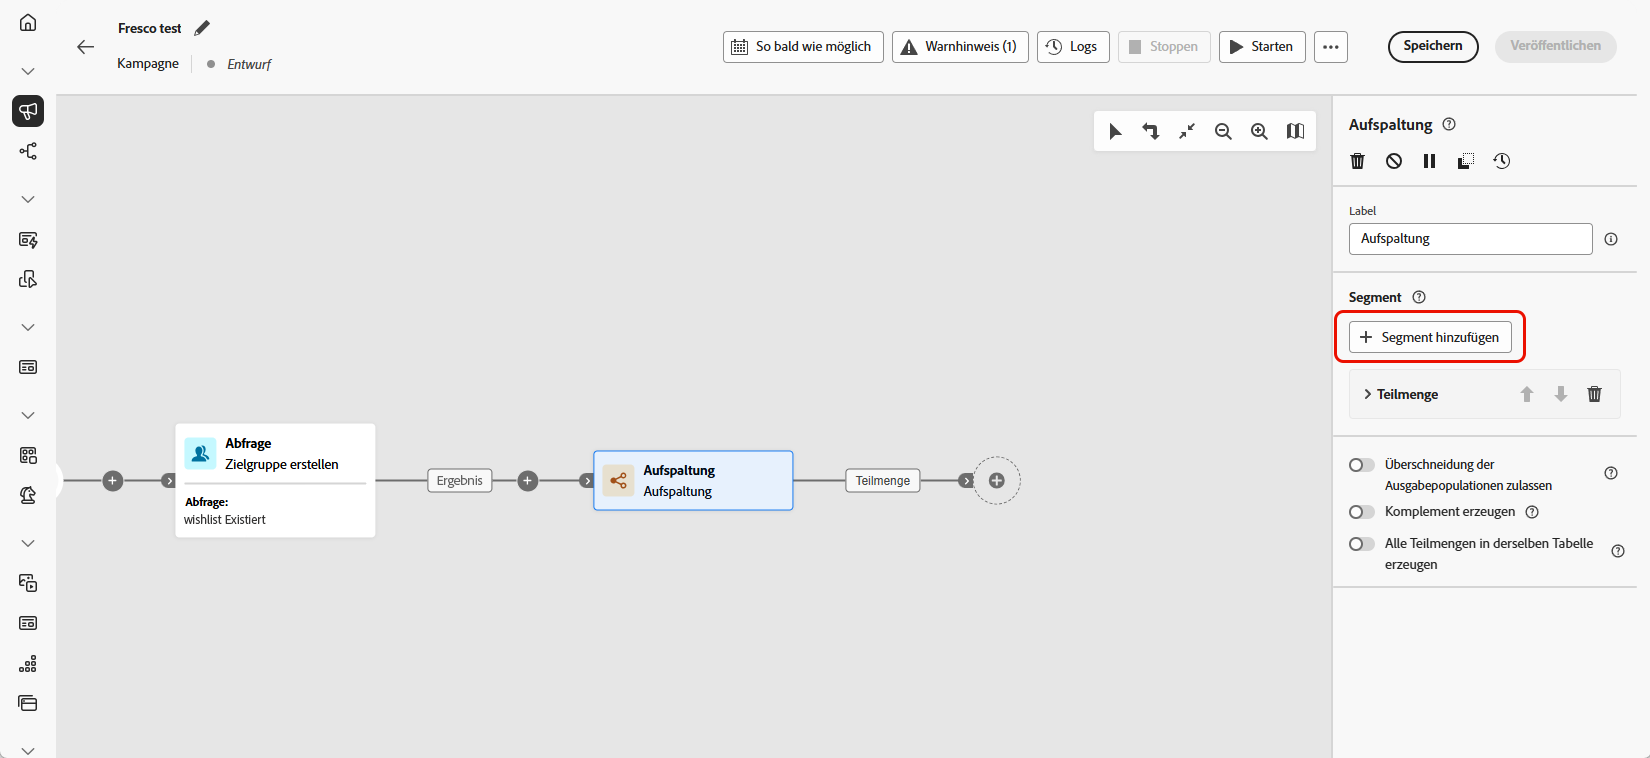 Fresco test
Kampagne
Entwurf
So bald wie möglich
Warnhinweis (1)
Logs
Stoppen
Starten
Speichern
Veröffentlichen
Aufspaltung
Label
Aufspaltung
Segment
Segment hinzufügen
Teilmenge
Überschneidung der
Ausgabepopulationen zulassen
Komplement erzeugen
Alle Teilmengen in derselben Tabelle
erzeugen
Abfrage
Zielgruppe erstellen
Abfrage:
wishlist Existiert
Ergebnis
Aufspaltung
Aufspaltung
Teilmenge